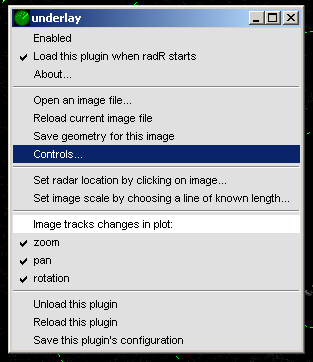 underlay
Enabled
Load this plugin when radR starts
About...
Open an image file...
Reload current image file
Save geometry for this image
Controls...
Set radar location by clicking on image...
Set image scale by choosing a line of known length...
Image tracks changes in plot:
zoom
pan
rotation
Unload this plugin
Reload this plugin
Save this plugin's configuration